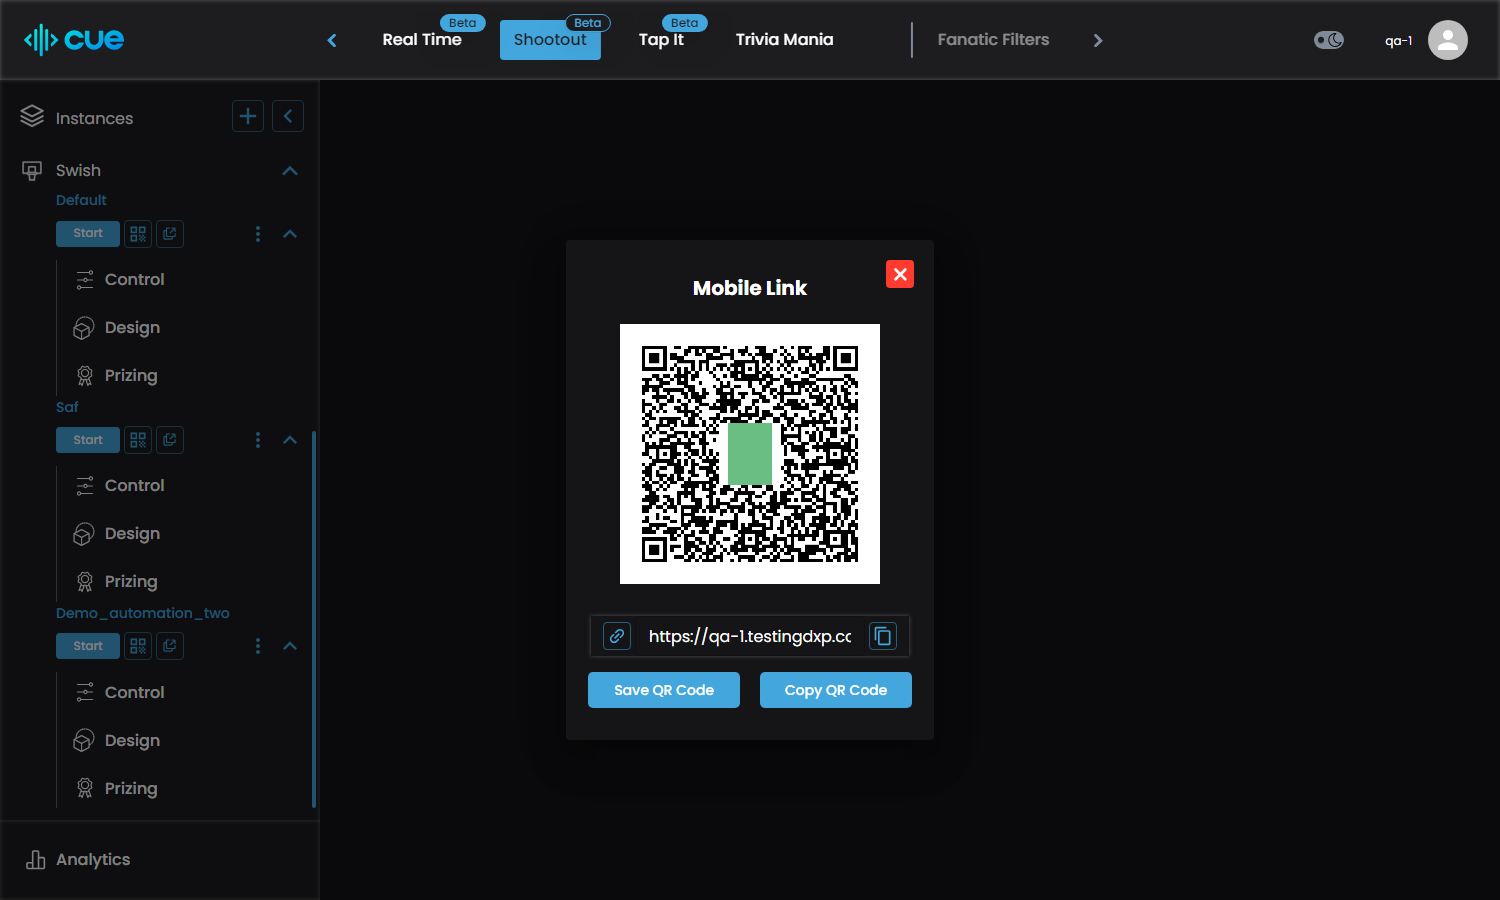 cue
Real Time
Beta
Shootout
Beta
Tap It
Beta
Trivia Mania
Fanatic Filters
qa-1
Instances
Swish
Default
Start
Control
Design
Prizing
Saf
Start
Control
Design
Prizing
Demo_automation_two
Start
Control
Design
Prizing
Analytics
Mobile Link
https://qa-1.testingdxp.cc
Save QR Code
Copy QR Code